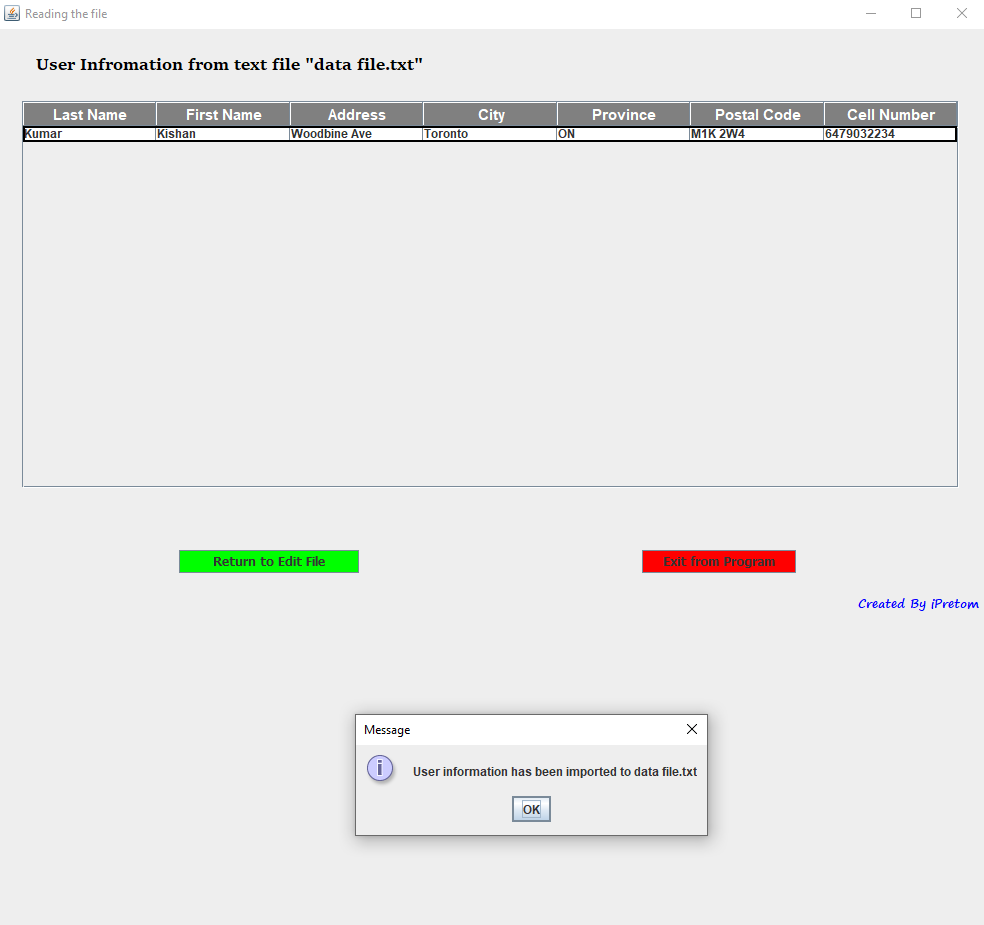 Reading the file
User Infromation from text file "data file.txt"
Last Name First Name Address City Province Postal Code Cell Number
Kumar Kishan Woodbine Ave Toronto ON M1K 2W4 6479032234
Return to Edit File Exit from Program
Created By iPretom
Message
User information has been imported to data file.txt
OK